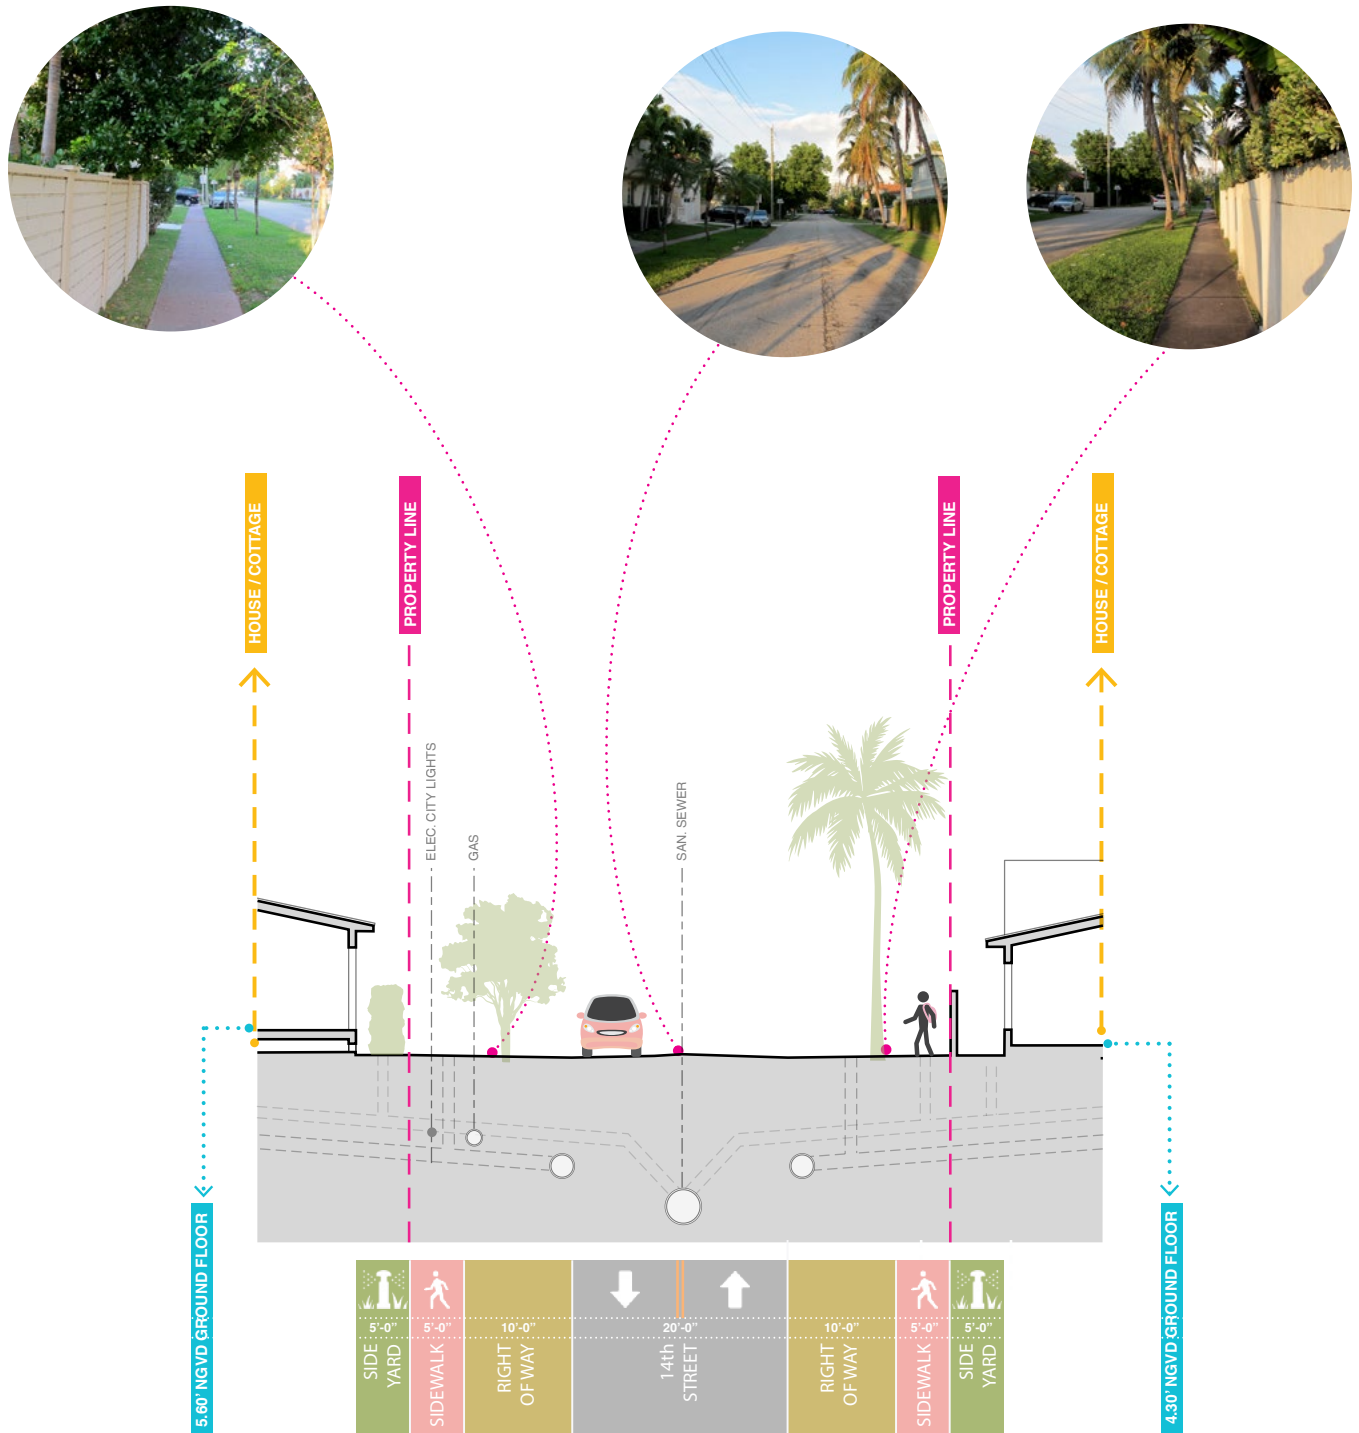 HOUSE / COTTAGE
PROPERTY LINE
PROPERTY LINE
HOUSE / COTTAGE
ELEC. CITY LIGHTS
GAS
SAN. SEWER
5.60' NGVD GROUND FLOOR
4.30' NGVD GROUND FLOOR
5'-0"
5'-0"
10'-0"
20'-0"
10'-0"
5'-0"
5'-0"
SIDE
YARD
SIDEWALK
RIGHT
OF WAY
14th
STREET
RIGHT
OF WAY
SIDEWALK
SIDE
YARD